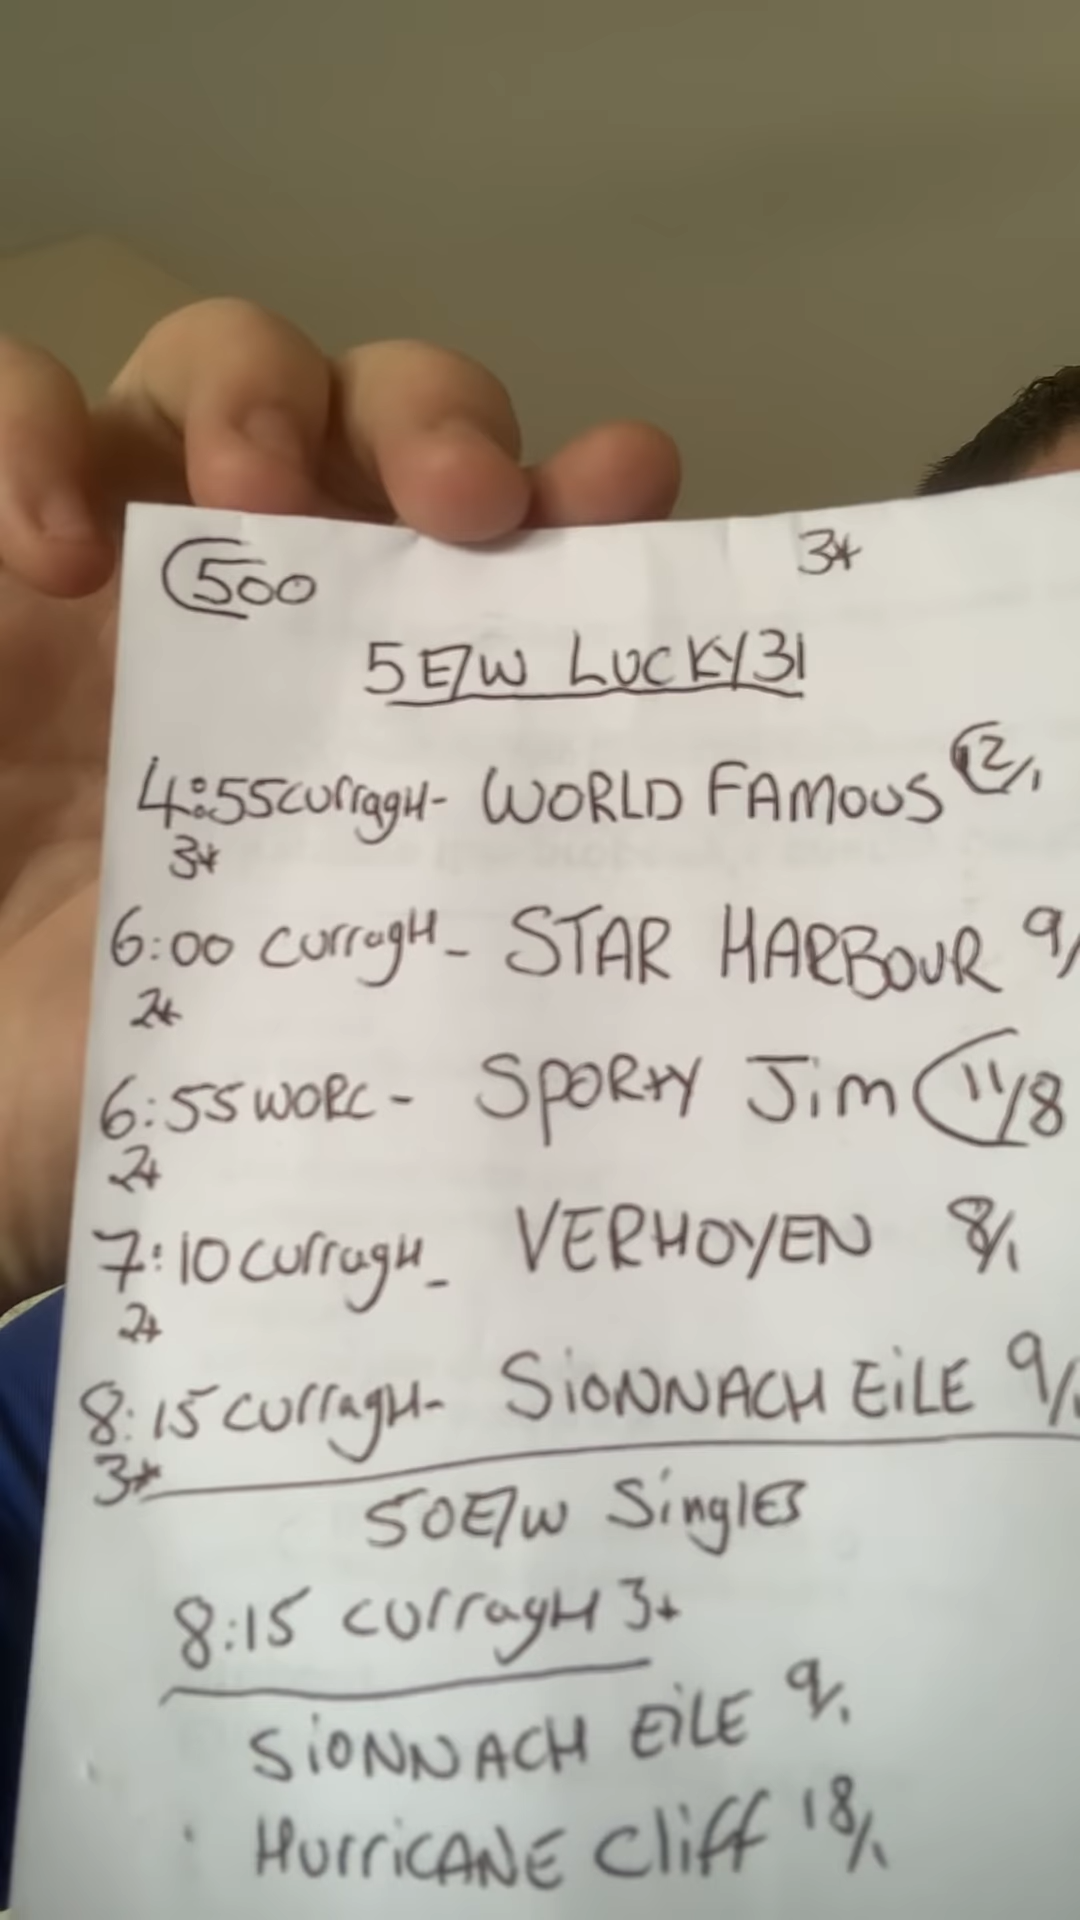 500 3*
5 E/W LUCKY 31
4:55 CurragH - WORLD FAMOUS 12/1
3*
6:00 CurragH - STAR HARBOUR 9/
2*
6:55 WORC - SPORTY Jim 11/8
2*
7:10 CurragH - VERHOYEN 8/1
2*
8:15 CurragH - SiONNACH EiLE 9/
3*
50 E/W SinglES
8:15 CurragH 3*
SiONNACH EiLE 9/1
HurriCANE Cliff 18/1